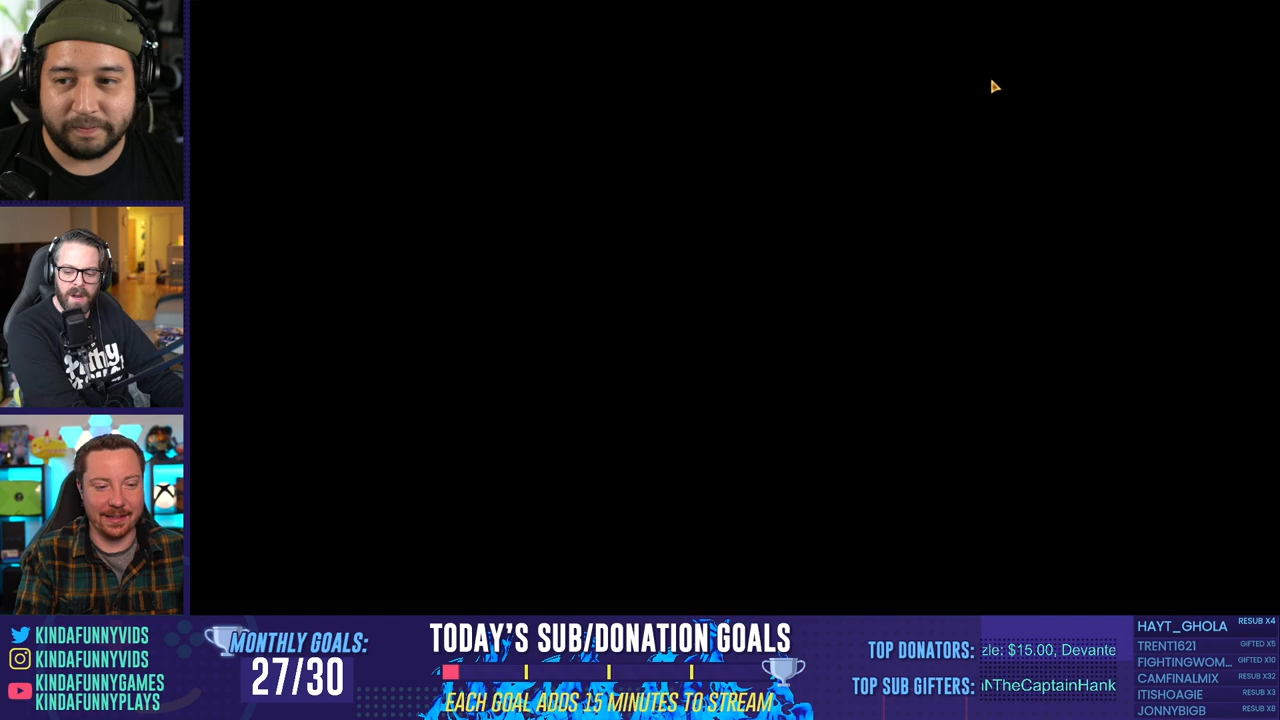 KINDAFUNNYVIDS
KINDAFUNNYVIDS
KINDAFUNNYGAMES
KINDAFUNNYPLAYS
MONTHLY GOALS:
27/30
TODAY'S SUB/DONATION GOALS
EACH GOAL ADDS 15 MINUTES TO STREAM
TOP DONATORS:
zle: $15.00, Devante
TOP SUB GIFTERS:
NTheCaptainHank
HAYT_GHOLA RESUB X4
TRENT1621 GIFTED X5
FIGHTINGWOM... GIFTED X10
CAMFINALMIX RESUB X32
ITISHOAGIE RESUB X3
JONNYBIGB RESUB X8